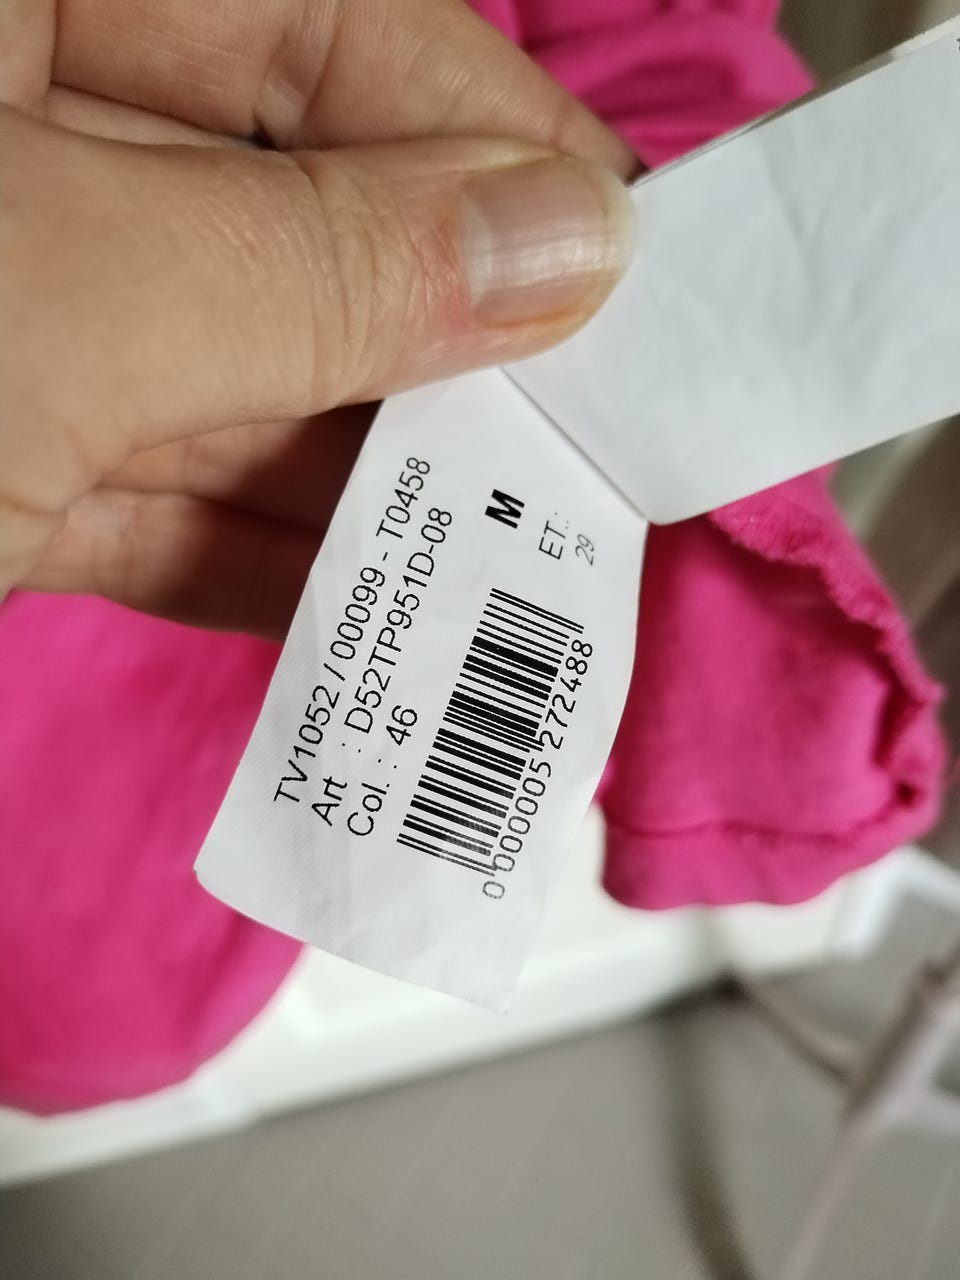 TV1052 / 00099 - T0458
Art : D52TP951D-08
Col. : 46
M
ET.:
29
0 000005 272488